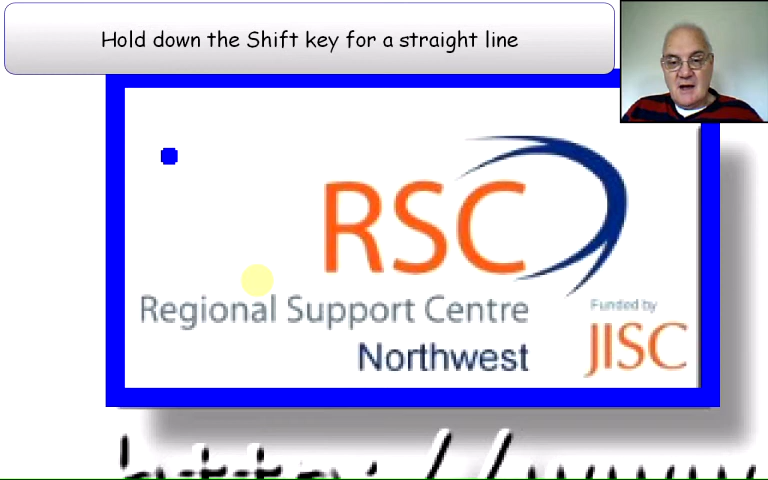 Hold down the Shift key for a straight line
RSC
Regional Support Centre
Northwest
Funded by
JISC